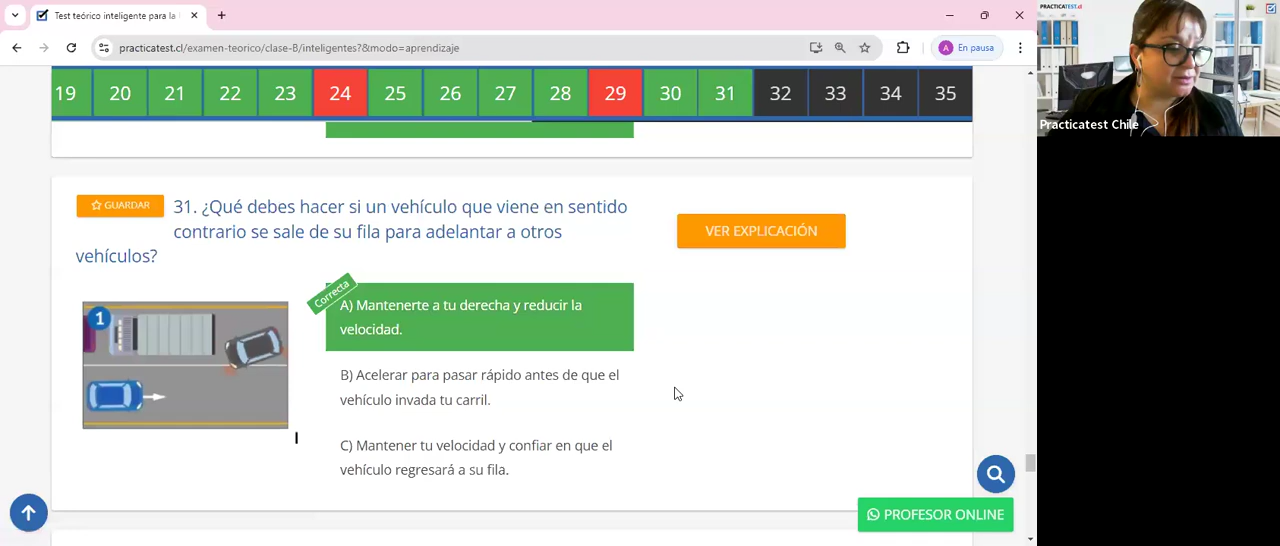 Test teórico inteligente para la
practicatest.cl/examen-teorico/clase-B/inteligentes?&modo=aprendizaje
A
En pausa
PRACTICATEST.cl
19 20 21 22 23 24 25 26 27 28 29 30 31 32 33 34 35
Practicatest Chile
GUARDAR
31. ¿Qué debes hacer si un vehículo que viene en sentido
contrario se sale de su fila para adelantar a otros
vehículos?
VER EXPLICACIÓN
1
Correcta
A) Mantenerte a tu derecha y reducir la
velocidad.
B) Acelerar para pasar rápido antes de que el
vehículo invada tu carril.
C) Mantener tu velocidad y confiar en que el
vehículo regresará a su fila.
PROFESOR ONLINE